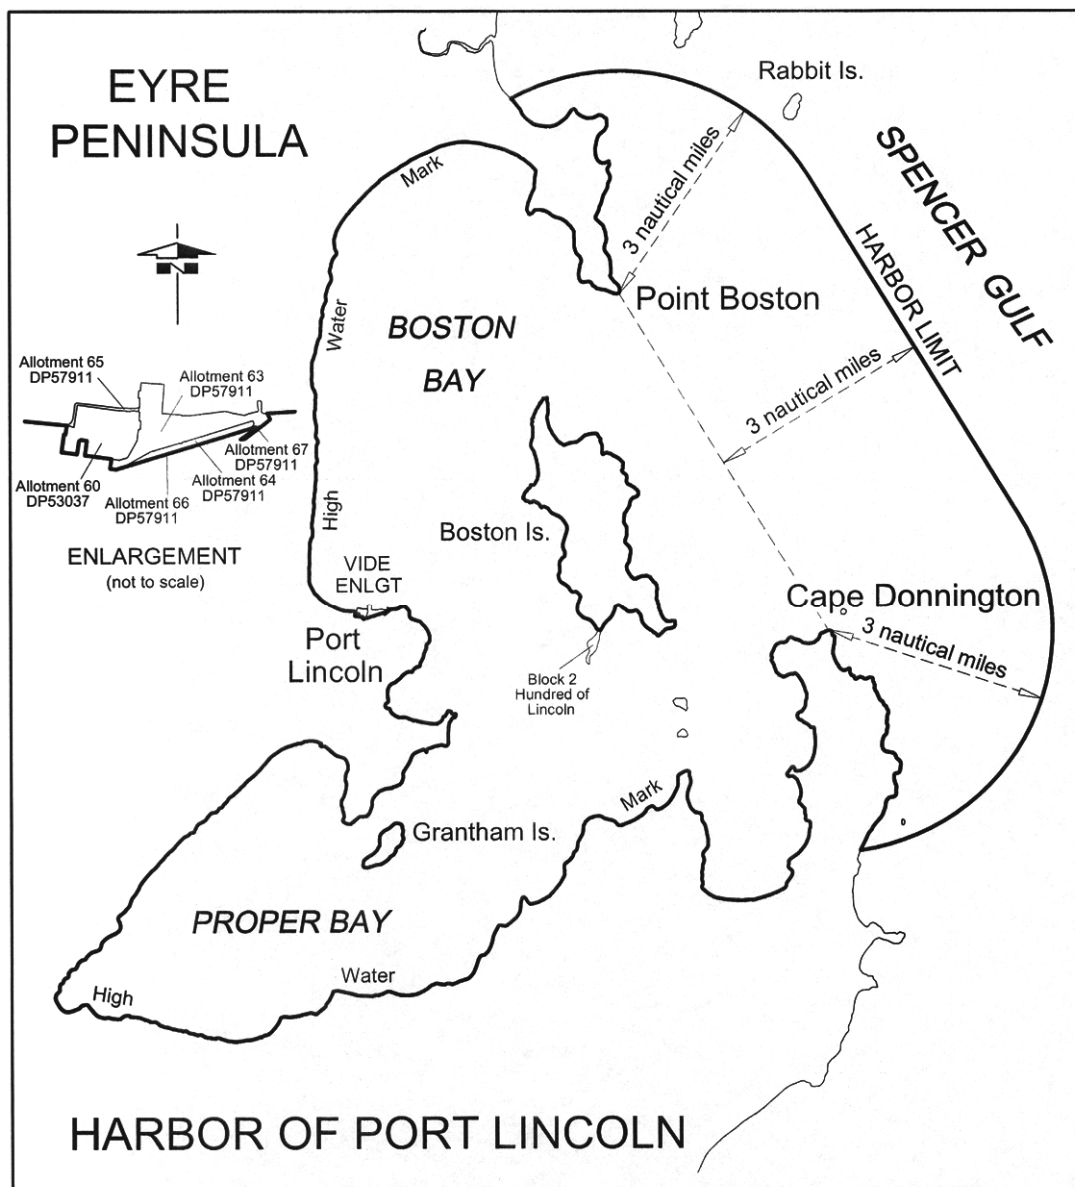 EYRE
PENINSULA
Rabbit Is.
SPENCER GULF
Mark
3 nautical miles
HARBOR LIMIT
N
Point Boston
Water
BOSTON
BAY
3 nautical miles
Allotment 65
DP57911
Allotment 63
DP57911
Allotment 67
DP57911
Allotment 64
DP57911
Allotment 60
DP53037
Allotment 66
DP57911
High
Boston Is.
ENLARGEMENT
(not to scale)
VIDE
ENLGT
Cape Donnington
3 nautical miles
Port
Lincoln
Block 2
Hundred of
Lincoln
Mark
Grantham Is.
PROPER BAY
Water
High
HARBOR OF PORT LINCOLN